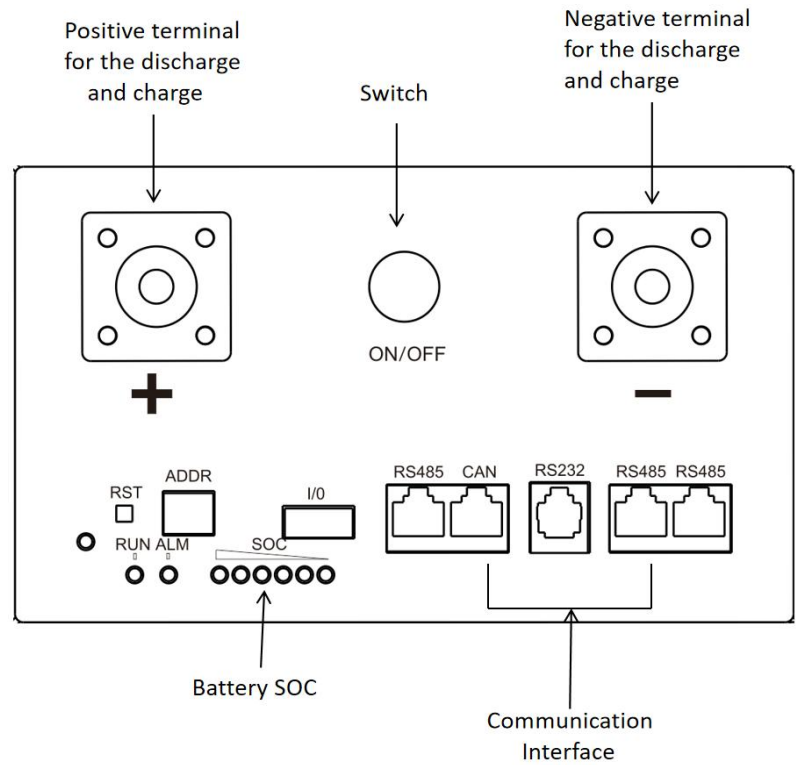 Positive terminal
for the discharge
and charge
Switch
Negative terminal
for the discharge
and charge
ON/OFF
+
−
RST
ADDR
I/0
RS485
CAN
RS232
RS485
RS485
RUN
ALM
SOC
Battery SOC
Communication
Interface